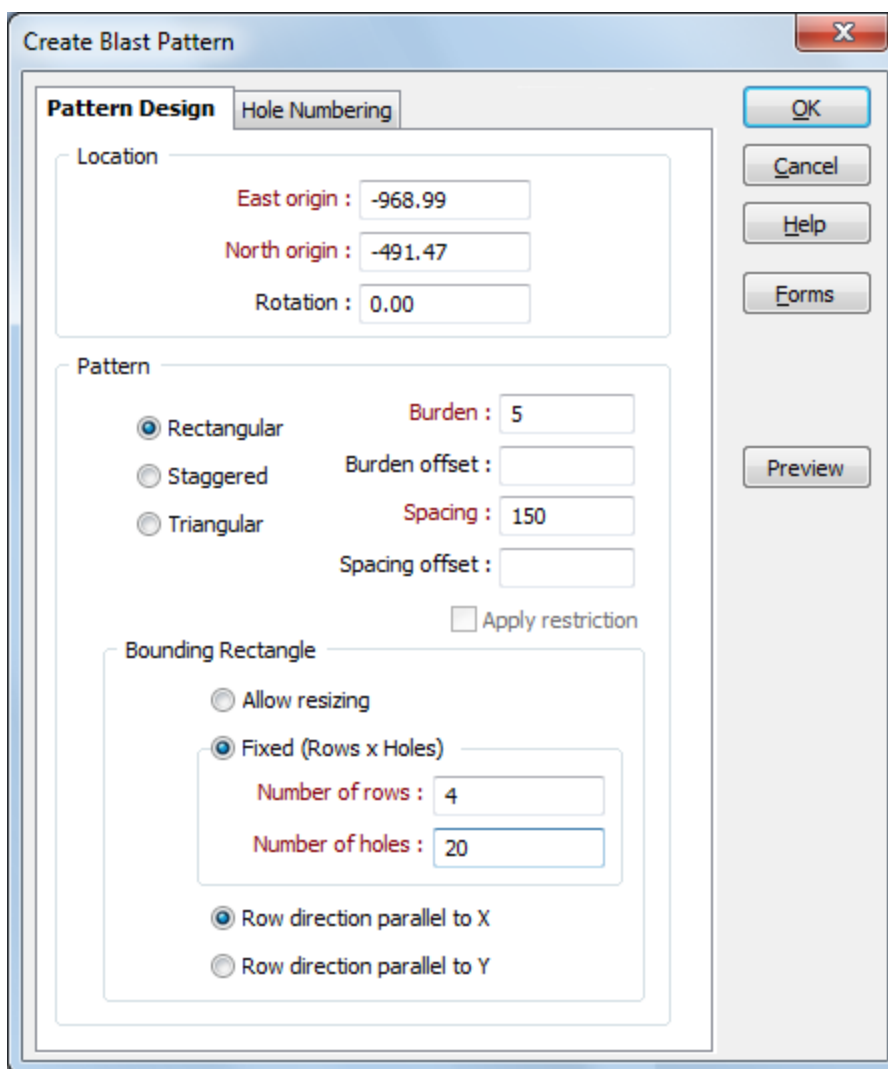 Create Blast Pattern
Pattern Design
Hole Numbering
OK
Cancel
Help
Forms
Preview
Location
East origin : -968.99
North origin : -491.47
Rotation : 0.00
Pattern
Rectangular
Staggered
Triangular
Burden : 5
Burden offset :
Spacing : 150
Spacing offset :
Apply restriction
Bounding Rectangle
Allow resizing
Fixed (Rows x Holes)
Number of rows : 4
Number of holes : 20
Row direction parallel to X
Row direction parallel to Y